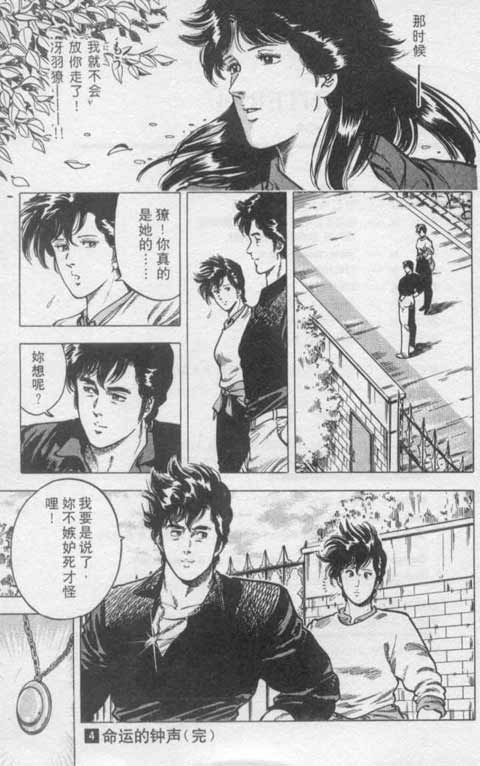 那时候——
我就不会
放你走了！
冴羽獠——!!
獠！你真的
是她的……
妳想呢？
我要是说了，
妳不嫉妒死才怪
哩！
4 命运的钟声（完）